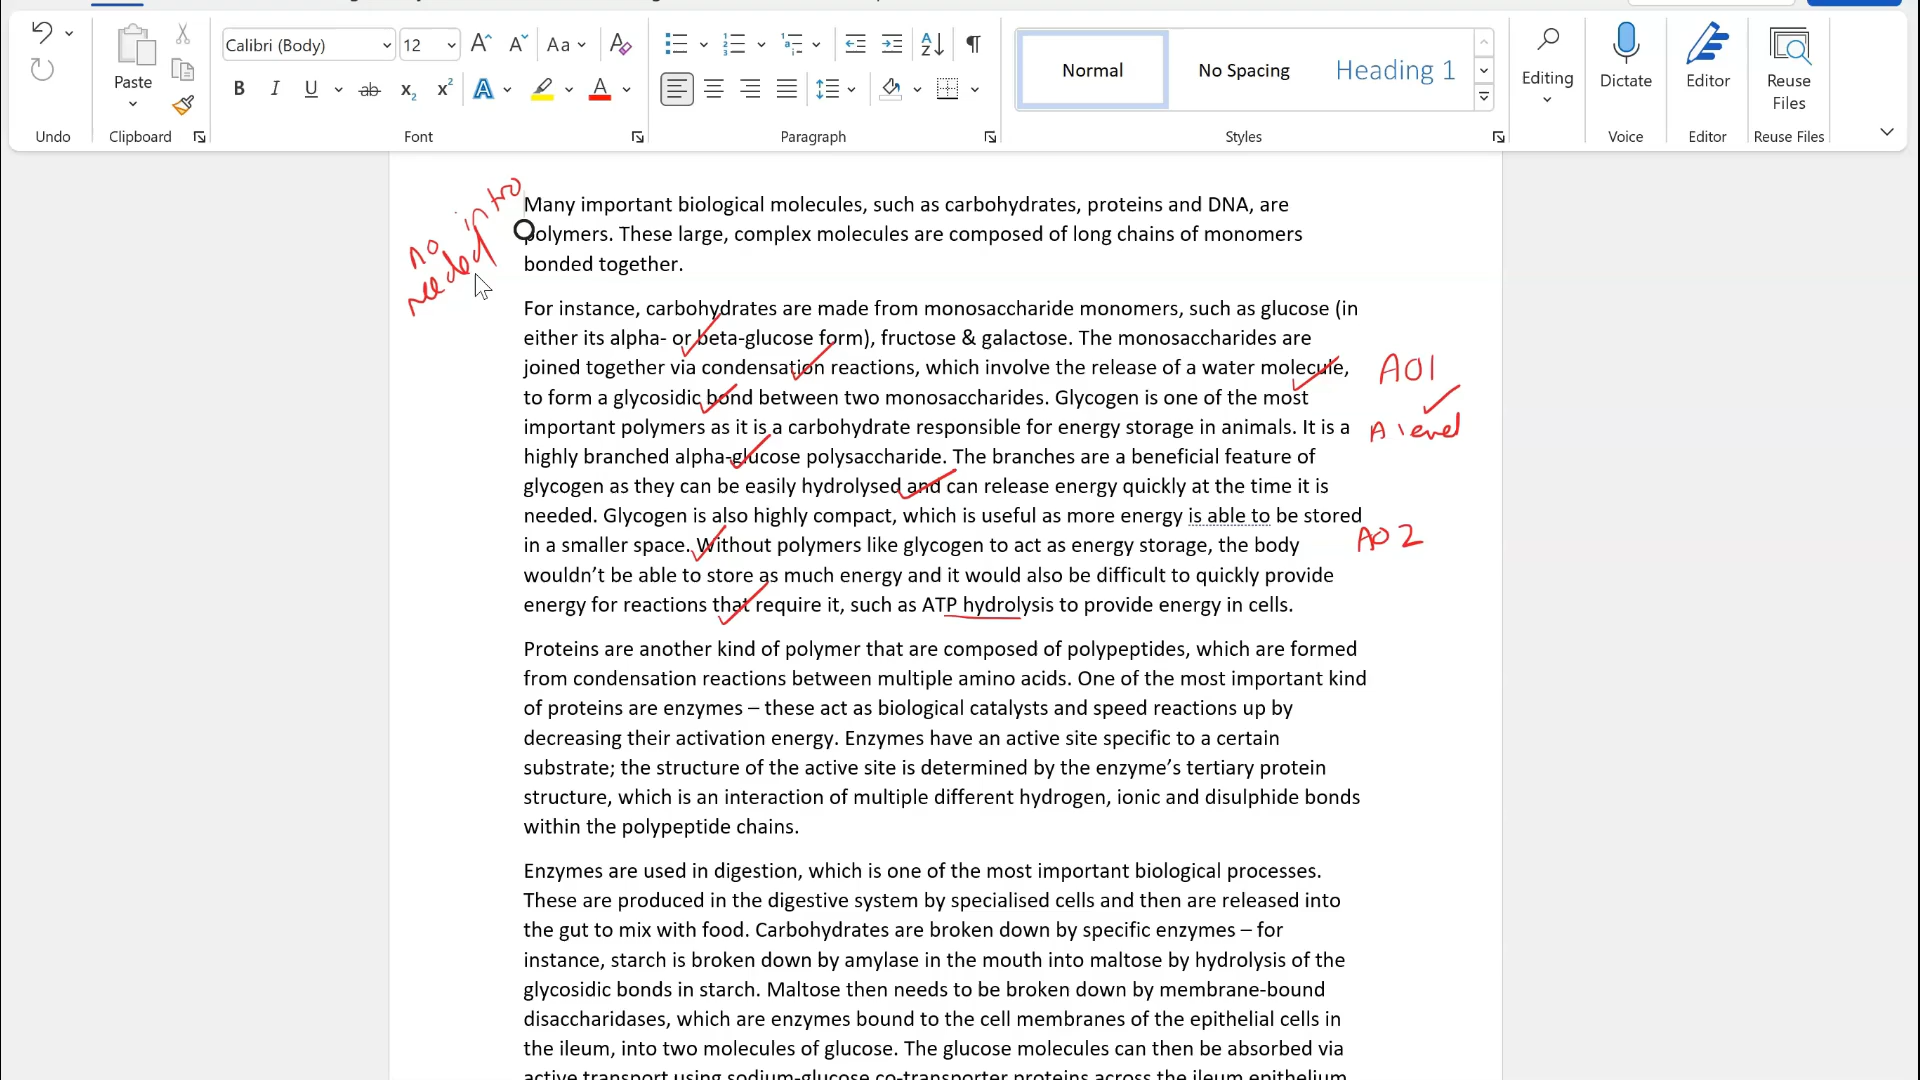 Calibri (Body)
12
Aa
Paste
B I U ab x₂ x² A A
Normal
No Spacing
Heading 1
Editing
Dictate
Editor
Reuse
Files
Undo
Clipboard
Font
Paragraph
Styles
Voice
Editor
Reuse Files
no intro
needed
Many important biological molecules, such as carbohydrates, proteins and DNA, are
polymers. These large, complex molecules are composed of long chains of monomers
bonded together.
For instance, carbohydrates are made from monosaccharide monomers, such as glucose (in
either its alpha- or beta-glucose form), fructose & galactose. The monosaccharides are
joined together via condensation reactions, which involve the release of a water molecule,
AO1
to form a glycosidic bond between two monosaccharides. Glycogen is one of the most
important polymers as it is a carbohydrate responsible for energy storage in animals. It is a
A level
highly branched alpha-glucose polysaccharide. The branches are a beneficial feature of
glycogen as they can be easily hydrolysed and can release energy quickly at the time it is
needed. Glycogen is also highly compact, which is useful as more energy is able to be stored
in a smaller space. Without polymers like glycogen to act as energy storage, the body
AO2
wouldn’t be able to store as much energy and it would also be difficult to quickly provide
energy for reactions that require it, such as ATP hydrolysis to provide energy in cells.
Proteins are another kind of polymer that are composed of polypeptides, which are formed
from condensation reactions between multiple amino acids. One of the most important kind
of proteins are enzymes – these act as biological catalysts and speed reactions up by
decreasing their activation energy. Enzymes have an active site specific to a certain
substrate; the structure of the active site is determined by the enzyme’s tertiary protein
structure, which is an interaction of multiple different hydrogen, ionic and disulphide bonds
within the polypeptide chains.
Enzymes are used in digestion, which is one of the most important biological processes.
These are produced in the digestive system by specialised cells and then are released into
the gut to mix with food. Carbohydrates are broken down by specific enzymes – for
instance, starch is broken down by amylase in the mouth into maltose by hydrolysis of the
glycosidic bonds in starch. Maltose then needs to be broken down by membrane-bound
disaccharidases, which are enzymes bound to the cell membranes of the epithelial cells in
the ileum, into two molecules of glucose. The glucose molecules can then be absorbed via
active transport using sodium-glucose co-transporter proteins across the ileum epithelium